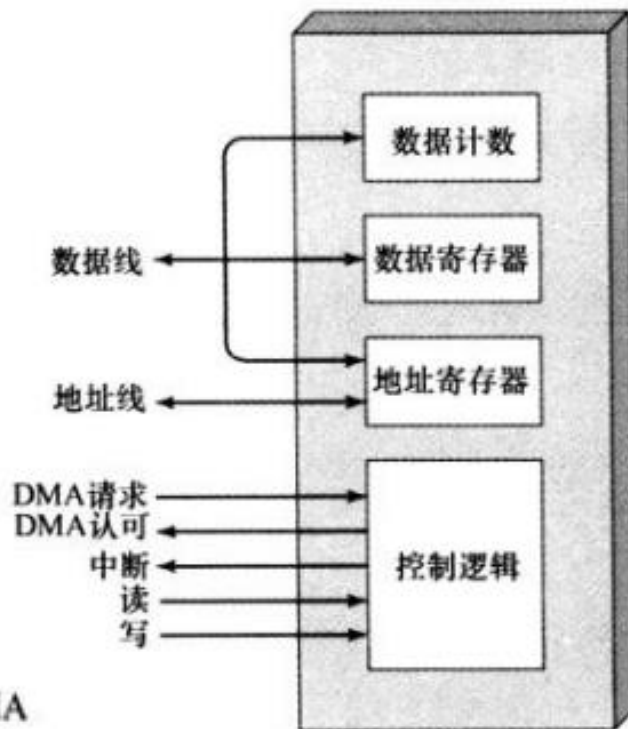 数据计数
数据线
数据寄存器
地址寄存器
地址线
DMA请求
DMA认可
中断
读
写
控制逻辑